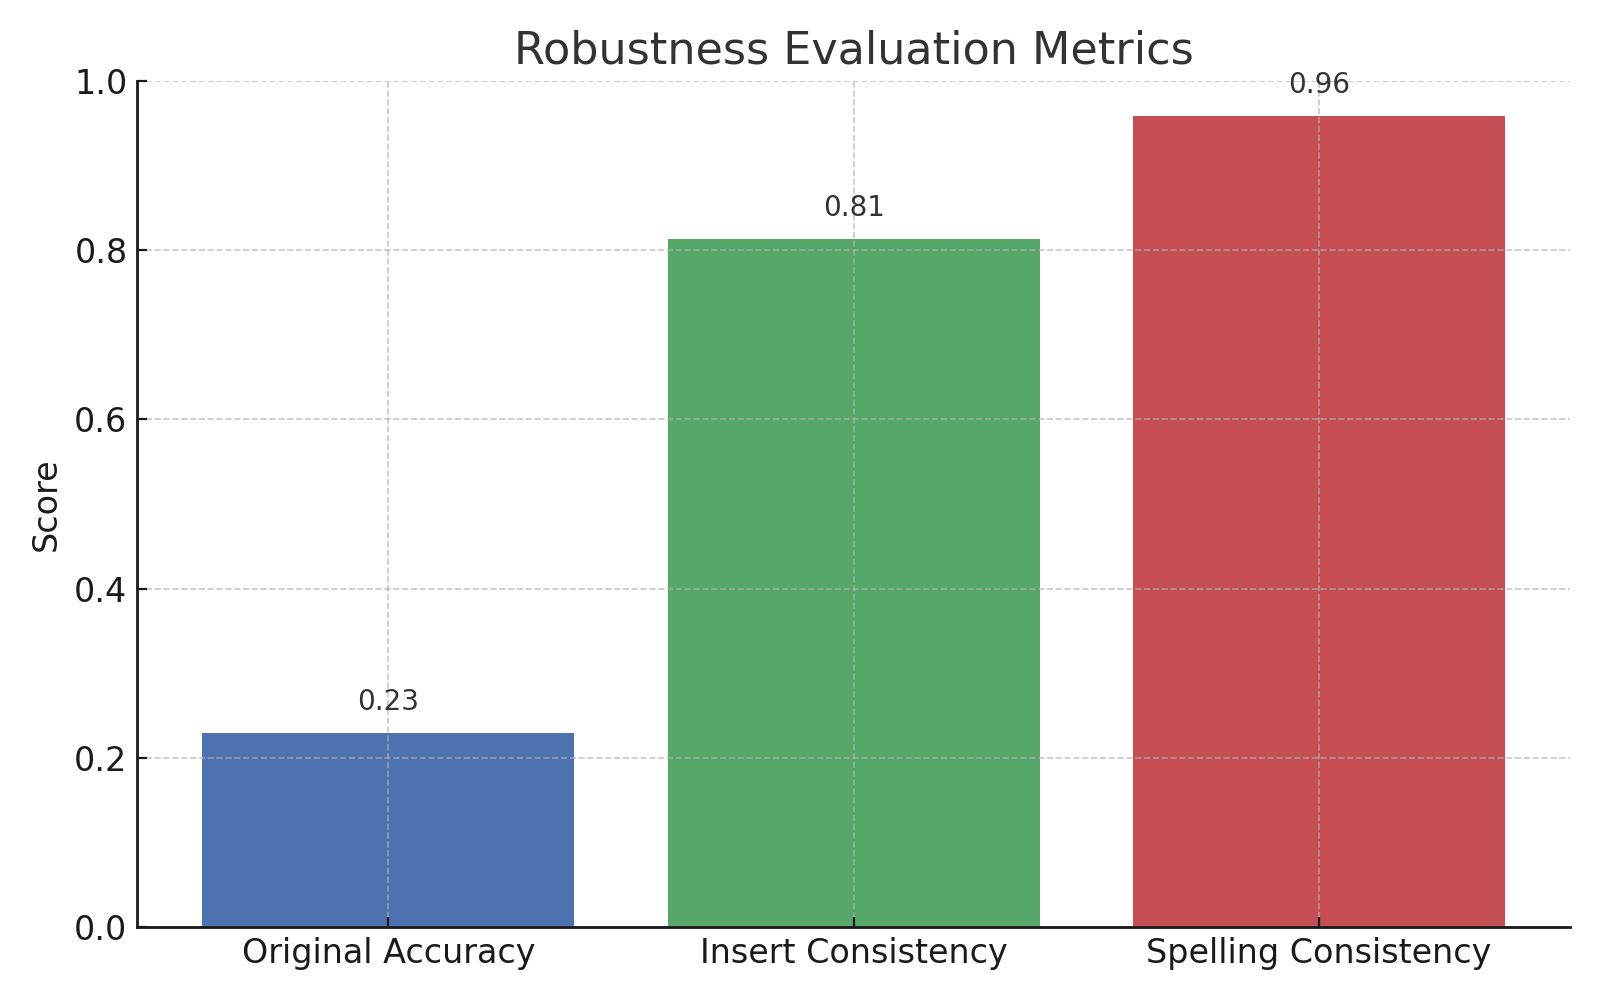 Robustness Evaluation Metrics
1.0
0.8
0.6
0.4
0.2
0.0
Score
0.23
0.81
0.96
Original Accuracy
Insert Consistency
Spelling Consistency